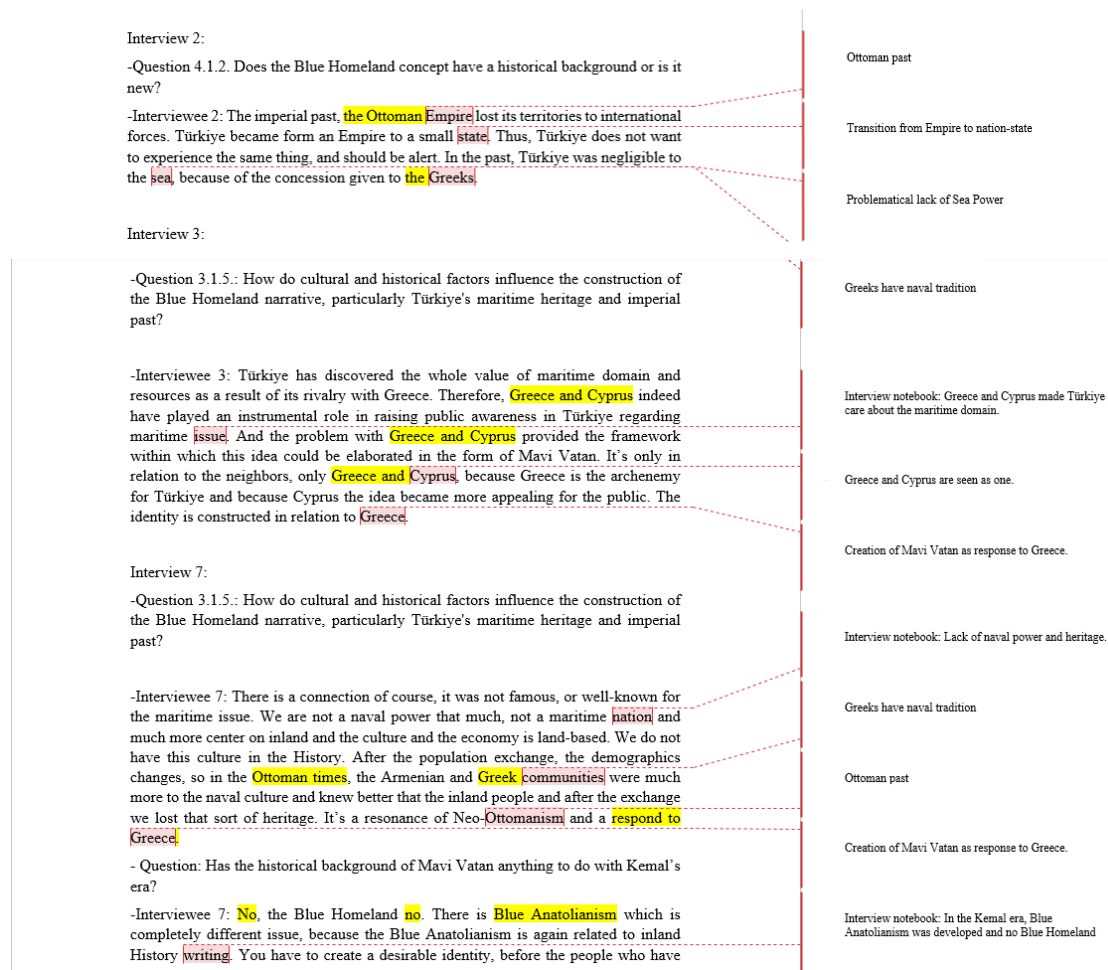 Interview 2:
-Question 4.1.2. Does the Blue Homeland concept have a historical background or is it
new?
-Interviewee 2: The imperial past, the Ottoman Empire lost its territories to international
forces. Türkiye became form an Empire to a small state. Thus, Türkiye does not want
to experience the same thing, and should be alert. In the past, Türkiye was negligible to
the sea, because of the concession given to the Greeks.
Ottoman past
Transition from Empire to nation-state
Problematical lack of Sea Power
Interview 3:
-Question 3.1.5.: How do cultural and historical factors influence the construction of
the Blue Homeland narrative, particularly Türkiye's maritime heritage and imperial
past?
Greeks have naval tradition
-Interviewee 3: Türkiye has discovered the whole value of maritime domain and
resources as a result of its rivalry with Greece. Therefore, Greece and Cyprus indeed
have played an instrumental role in raising public awareness in Türkiye regarding
maritime issue. And the problem with Greece and Cyprus provided the framework
within which this idea could be elaborated in the form of Mavi Vatan. It's only in
relation to the neighbors, only Greece and Cyprus, because Greece is the archenemy
for Türkiye and because Cyprus the idea became more appealing for the public. The
identity is constructed in relation to Greece.
Interview notebook: Greece and Cyprus made Türkiye
care about the maritime domain.
Greece and Cyprus are seen as one.
Creation of Mavi Vatan as response to Greece.
Interview 7:
-Question 3.1.5.: How do cultural and historical factors influence the construction of
the Blue Homeland narrative, particularly Türkiye's maritime heritage and imperial
past?
-Interviewee 7: There is a connection of course, it was not famous, or well-known for
the maritime issue. We are not a naval power that much, not a maritime nation and
much more center on inland and the culture and the economy is land-based. We do not
have this culture in the History. After the population exchange, the demographics
changes, so in the Ottoman times, the Armenian and Greek communities were much
more to the naval culture and knew better that the inland people and after the exchange
we lost that sort of heritage. It's a resonance of Neo-Ottomanism and a respond to
Greece.
Interview notebook: Lack of naval power and heritage.
Greeks have naval tradition
Ottoman past
Creation of Mavi Vatan as response to Greece.
- Question: Has the historical background of Mavi Vatan anything to do with Kemal's
era?
-Interviewee 7: No, the Blue Homeland no. There is Blue Anatolianism which is
completely different issue, because the Blue Anatolianism is again related to inland
History writing. You have to create a desirable identity, before the people who have
Interview notebook: In the Kemal era, Blue
Anatolianism was developed and no Blue Homeland